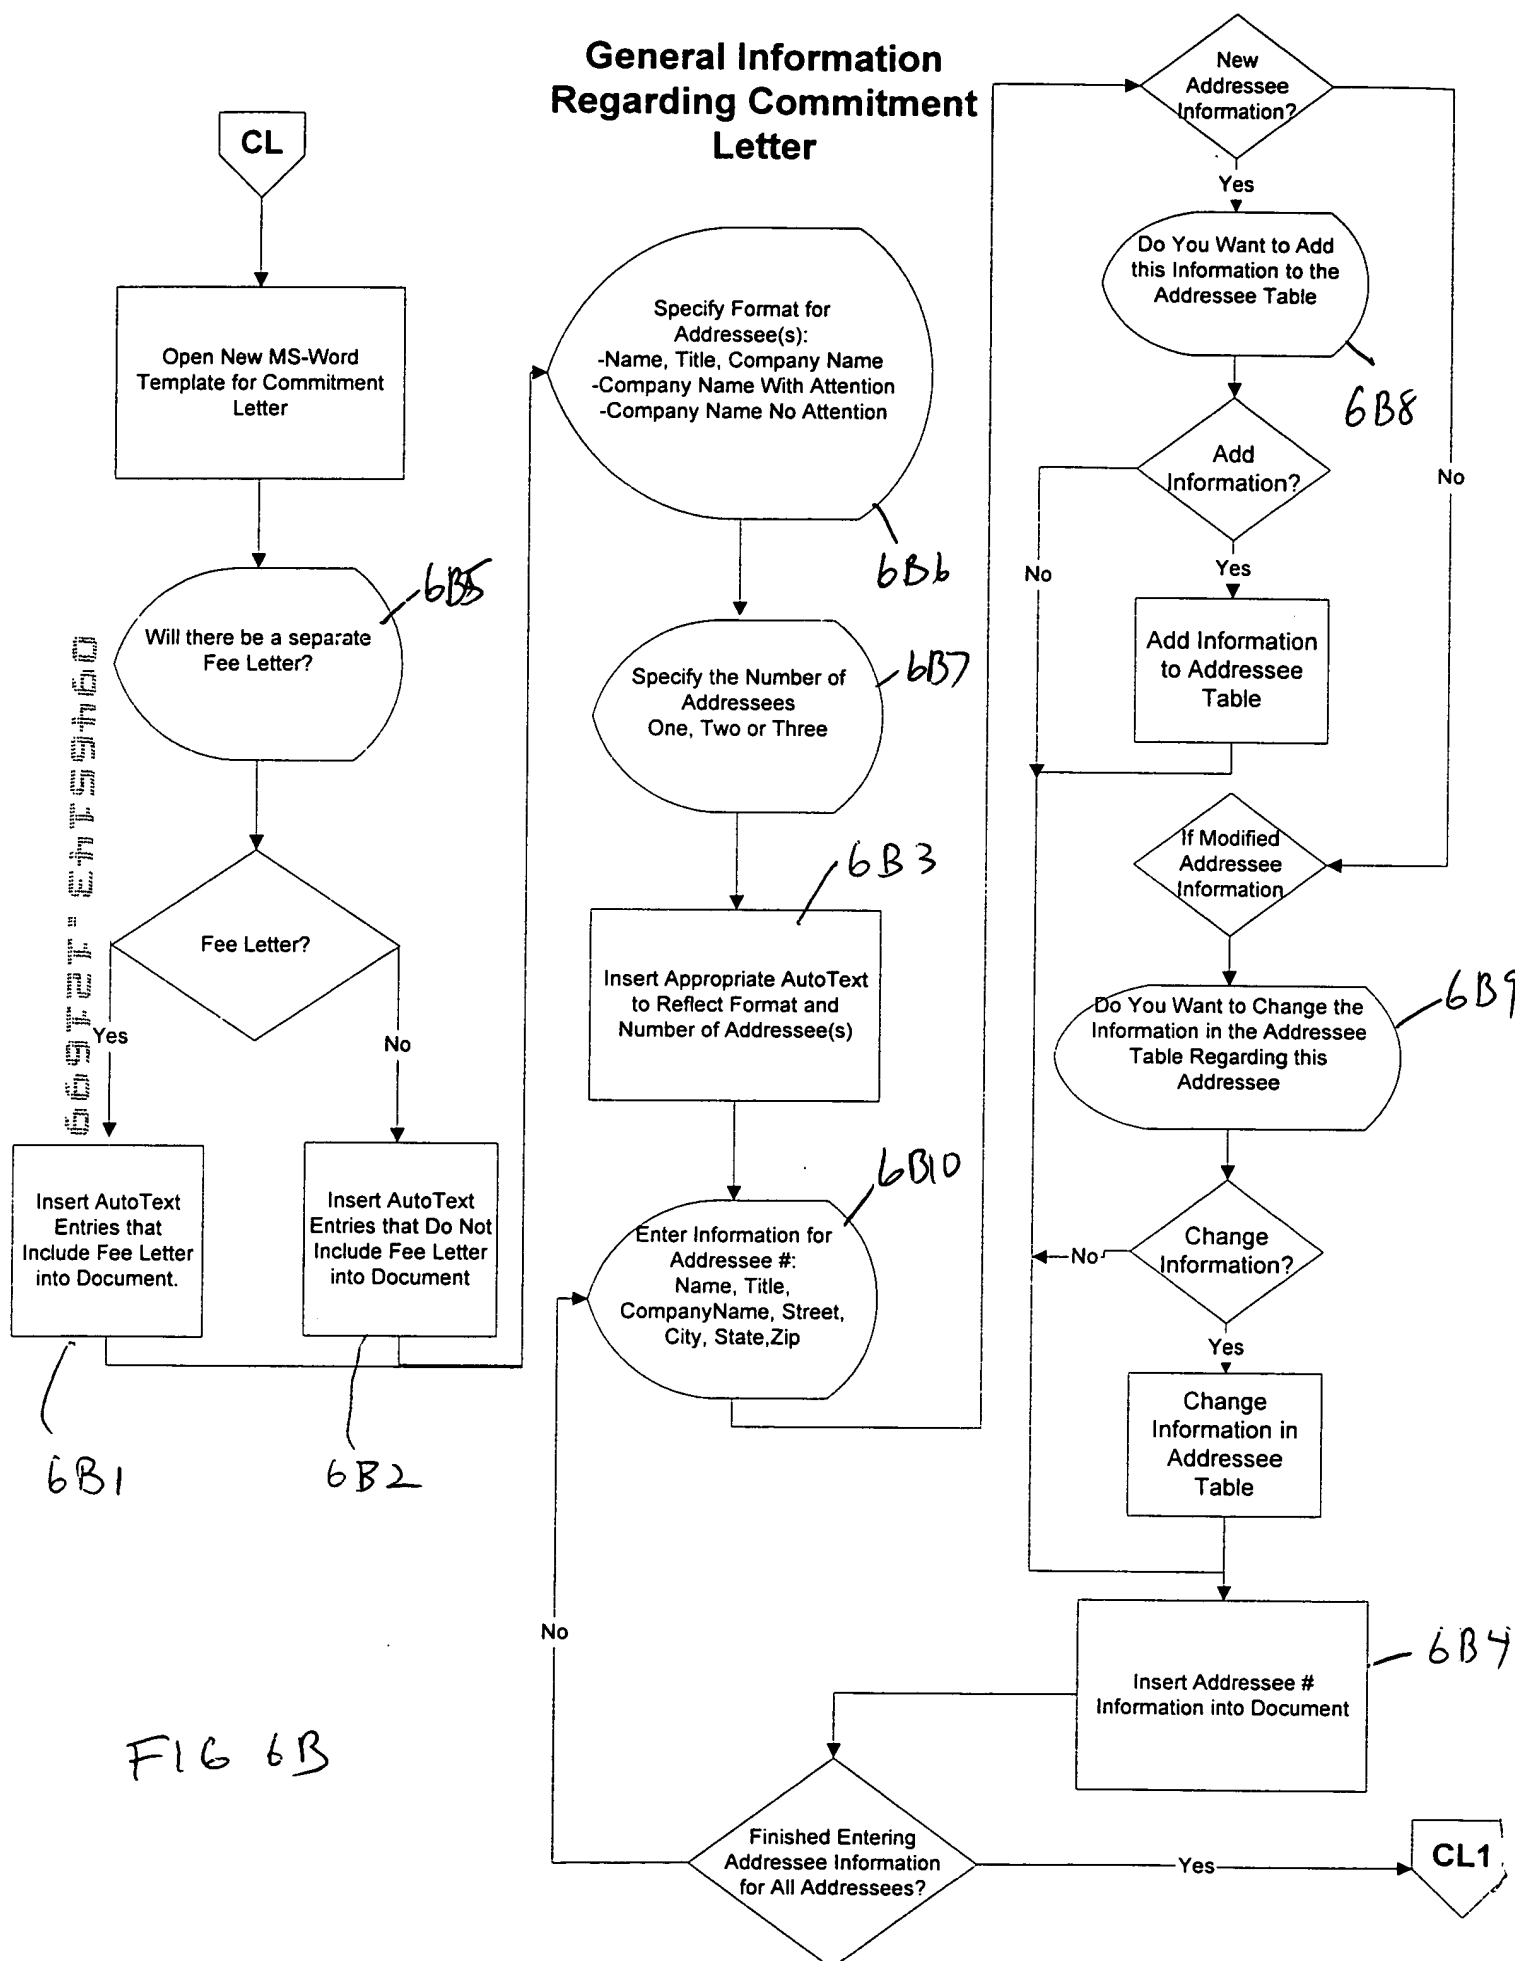 General Information
Regarding Commitment
Letter
CL
Open New MS-Word
Template for Commitment
Letter
Will there be a separate
Fee Letter?
6B5
Fee Letter?
Yes
No
Insert AutoText
Entries that
Include Fee Letter
into Document.
6B1
Insert AutoText
Entries that Do Not
Include Fee Letter
into Document
6B2
Specify Format for
Addressee(s):
-Name, Title, Company Name
-Company Name With Attention
-Company Name No Attention
6B6
Specify the Number of
Addressees
One, Two or Three
6B7
6B3
Insert Appropriate AutoText
to Reflect Format and
Number of Addressee(s)
6B10
Enter Information for
Addressee #:
Name, Title,
CompanyName, Street,
City, State,Zip
New
Addressee
Information?
Yes
No
Do You Want to Add
this Information to the
Addressee Table
6B8
Add
Information?
No
Yes
Add Information
to Addressee
Table
If Modified
Addressee
Information
Do You Want to Change the
Information in the Addressee
Table Regarding this
Addressee
6B9
Change
Information?
No
Yes
Change
Information in
Addressee
Table
Insert Addressee #
Information into Document
6B4
Finished Entering
Addressee Information
for All Addressees?
No
Yes
CL1
FIG 6B